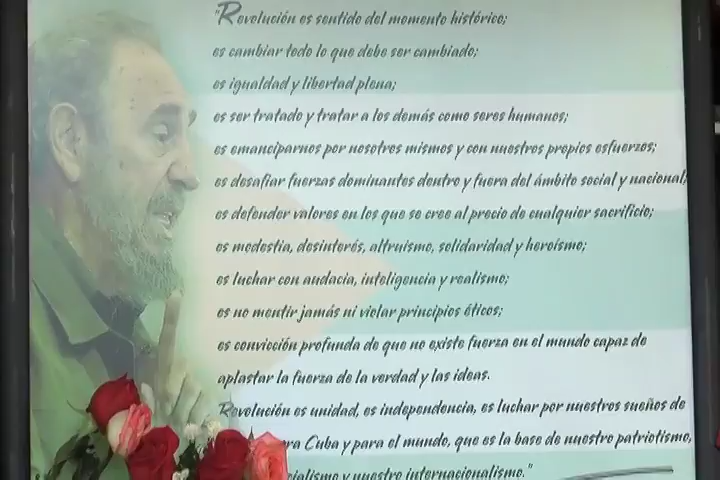 "Revolución es sentido del momento histórico;
es cambiar todo lo que debe ser cambiado;
es igualdad y libertad plena;
es ser tratado y tratar a los demás como seres humanos;
es emanciparnos por nosotros mismos y con nuestros propios esfuerzos;
es desafiar fuerzas dominantes dentro y fuera del ámbito social y nacional;
es defender valores en los que se cree al precio de cualquier sacrificio;
es modestia, desinterés, altruismo, solidaridad y heroísmo;
es luchar con audacia, inteligencia y realismo;
es no mentir jamás ni violar principios éticos;
es convicción profunda de que no existe fuerza en el mundo capaz de
aplastar la fuerza de la verdad y las ideas.
Revolución es unidad, es independencia, es luchar por nuestros sueños de
Cuba y para el mundo, que es la base de nuestro patriotismo,
y nuestro internacionalismo."